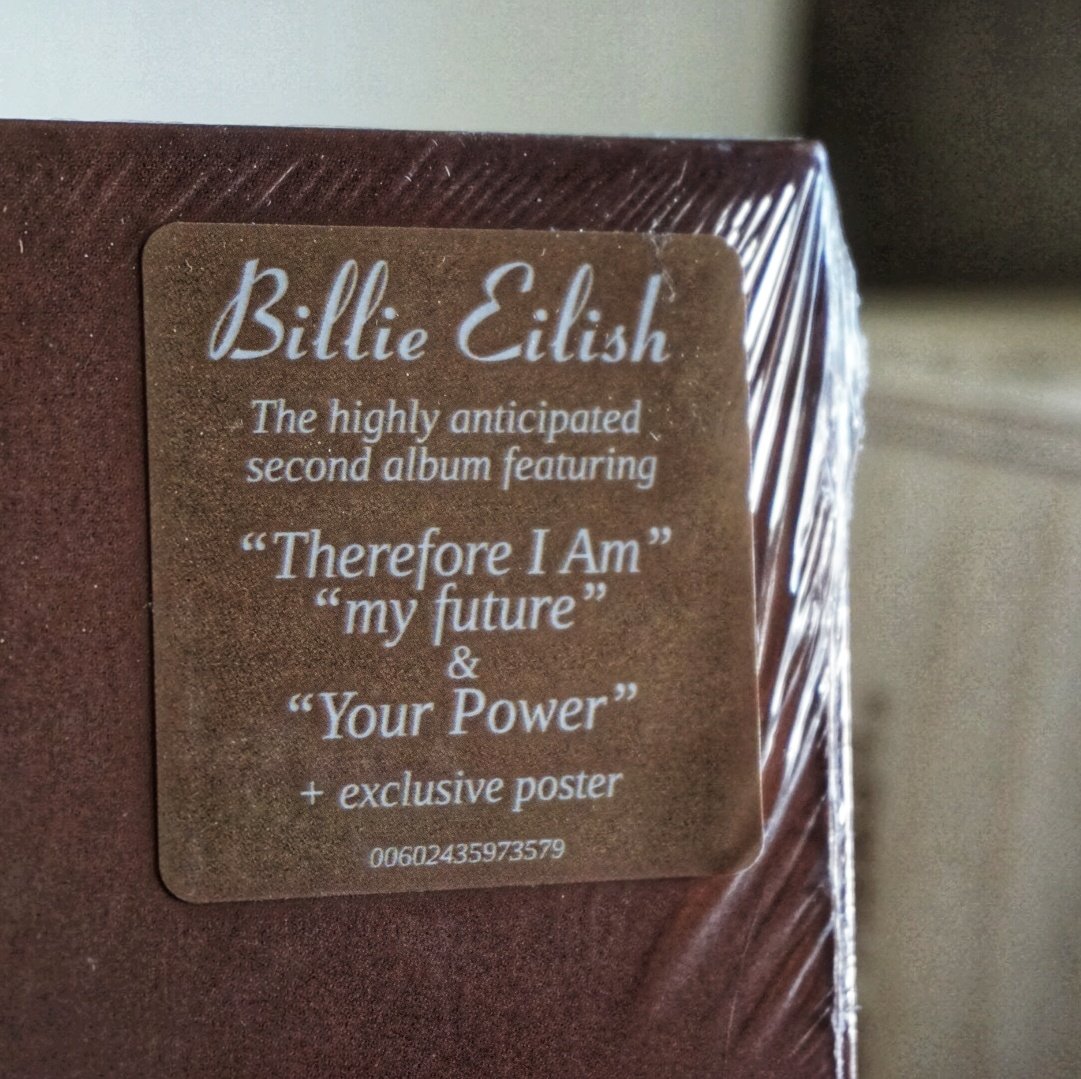 Billie Eilish
The highly anticipated
second album featuring
“Therefore I Am”
“my future”
&
“Your Power”
+ exclusive poster
00602435973579